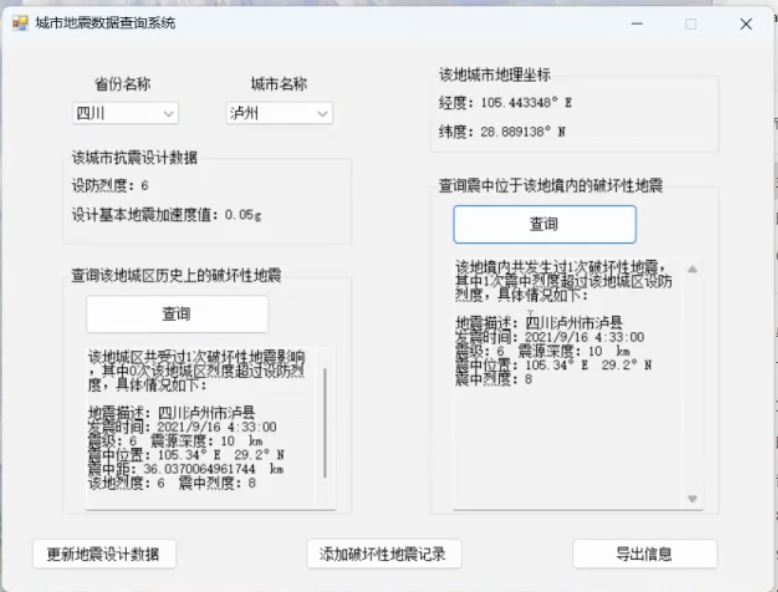 城市地震数据查询系统
省份名称
城市名称
四川
泸州
该城市抗震设计数据
设防烈度：6
设计基本地震加速度值：0.05g
查询该地城区历史上的破坏性地震
查询
该地城区共受过1次破坏性地震影响
，其中0次该地城区烈度超过设防烈
度，具体情况如下：
地震描述：四川泸州市泸县
发震时间：2021/9/16 4:33:00
震级：6 震源深度：10 km
震中位置：105.34° E 29.2° N
震中距：36.0370064961744 km
该地烈度：6 震中烈度：8
该地城市地理坐标
经度：105.443348° E
纬度：28.889138° N
查询震中位于该地境内的破坏性地震
查询
该地境内共发生过1次破坏性地震，
其中1次震中烈度超过该地城区设防
烈度，具体情况如下：
地震描述：四川泸州市泸县
发震时间：2021/9/16 4:33:00
震级：6 震源深度：10 km
震中位置：105.34° E 29.2° N
震中烈度：8
更新地震设计数据
添加破坏性地震记录
导出信息